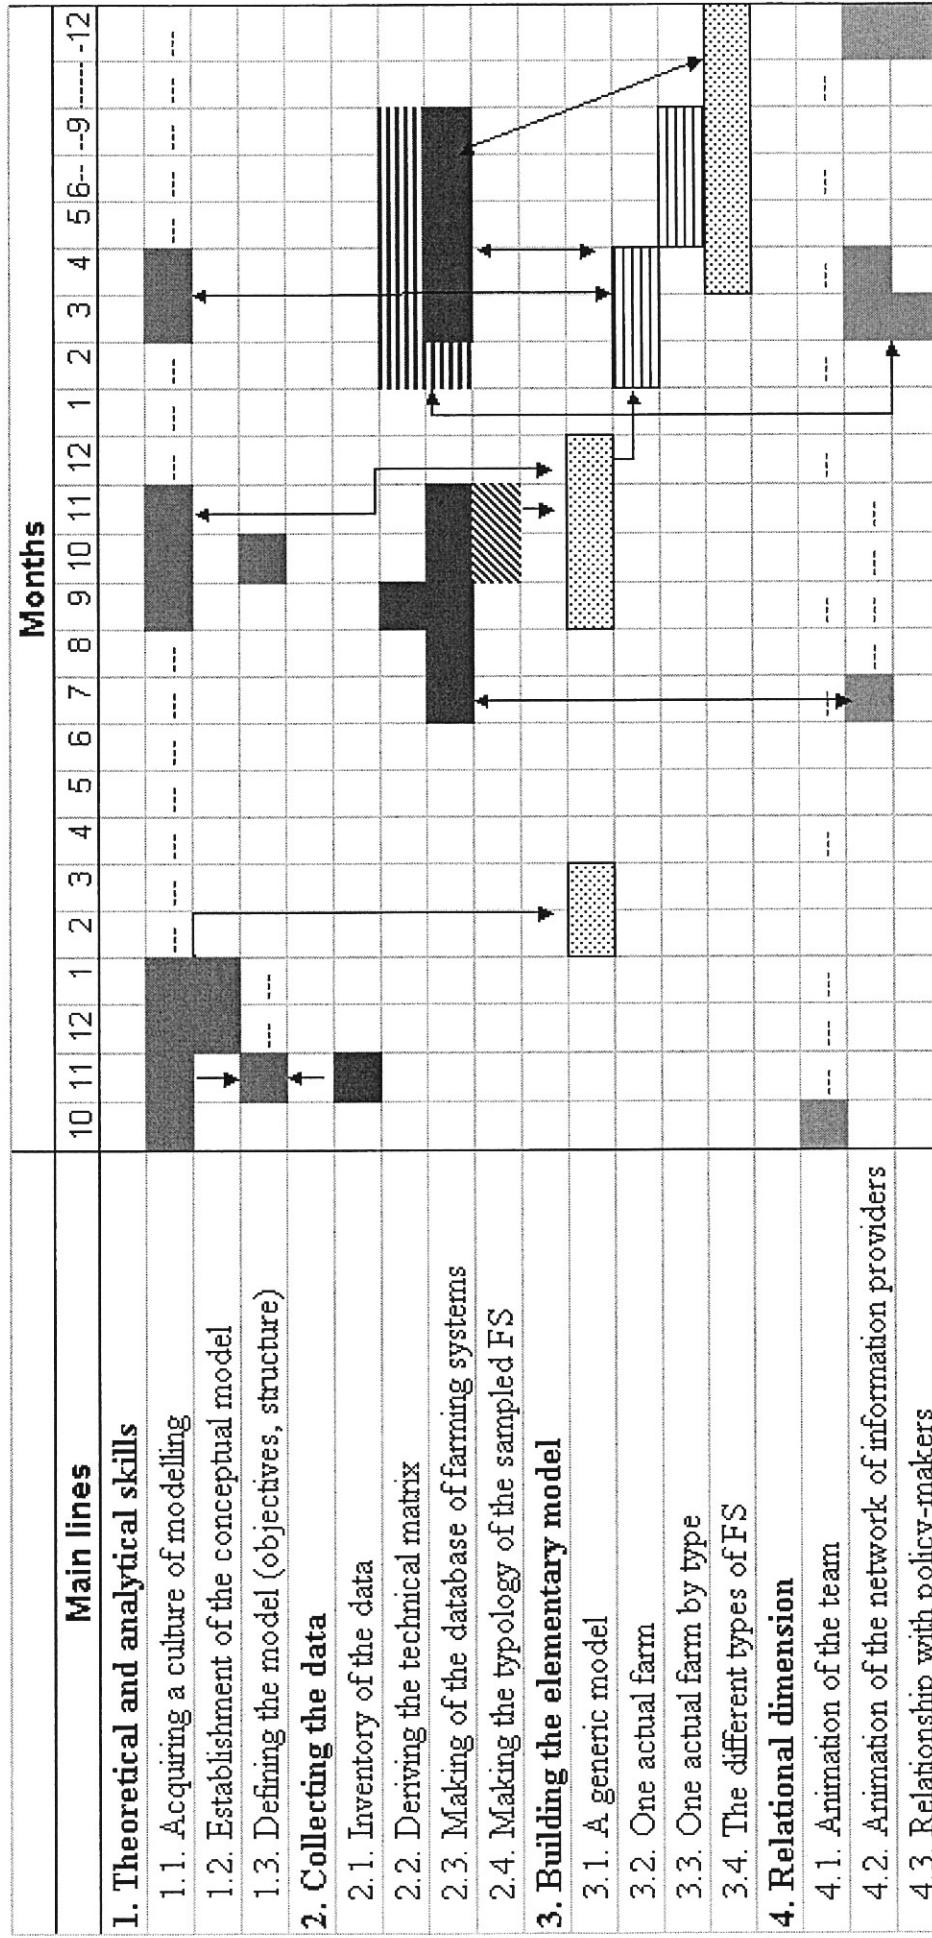 Months
Main lines
10 11 12 1 2 3 4 5 6 7 8 9 10 11 12 1 2 3 4 5 6-- --9 ------ -12
1. Theoretical and analytical skills
1.1. Acquiring a culture of modelling
1.2. Establishment of the conceptual model
1.3. Defining the model (objectives, structure)
2. Collecting the data
2.1. Inventory of the data
2.2. Deriving the technical matrix
2.3. Making of the database of farming systems
2.4. Making the typology of the sampled FS
3. Building the elementary model
3.1. A generic model
3.2. One actual farm
3.3. One actual farm by type
3.4. The different types of FS
4. Relational dimension
4.1. Animation of the team
4.2. Animation of the network of information providers
4.3. Relationship with policy-makers